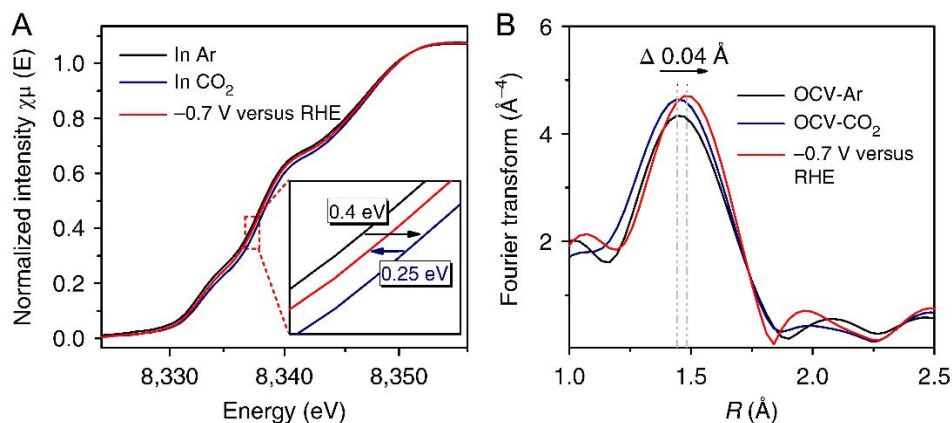 A
In Ar
In CO₂
–0.7 V versus RHE
0.4 eV
0.25 eV
Normalized intensity χμ (E)
1.0
0.8
0.6
0.4
0.2
0.0
8,330
8,340
8,350
Energy (eV)
B
Δ 0.04 Å
OCV-Ar
OCV-CO₂
–0.7 V versus
RHE
Fourier transform (Å⁻⁴)
6
4
2
0
1.0
1.5
2.0
2.5
R (Å)